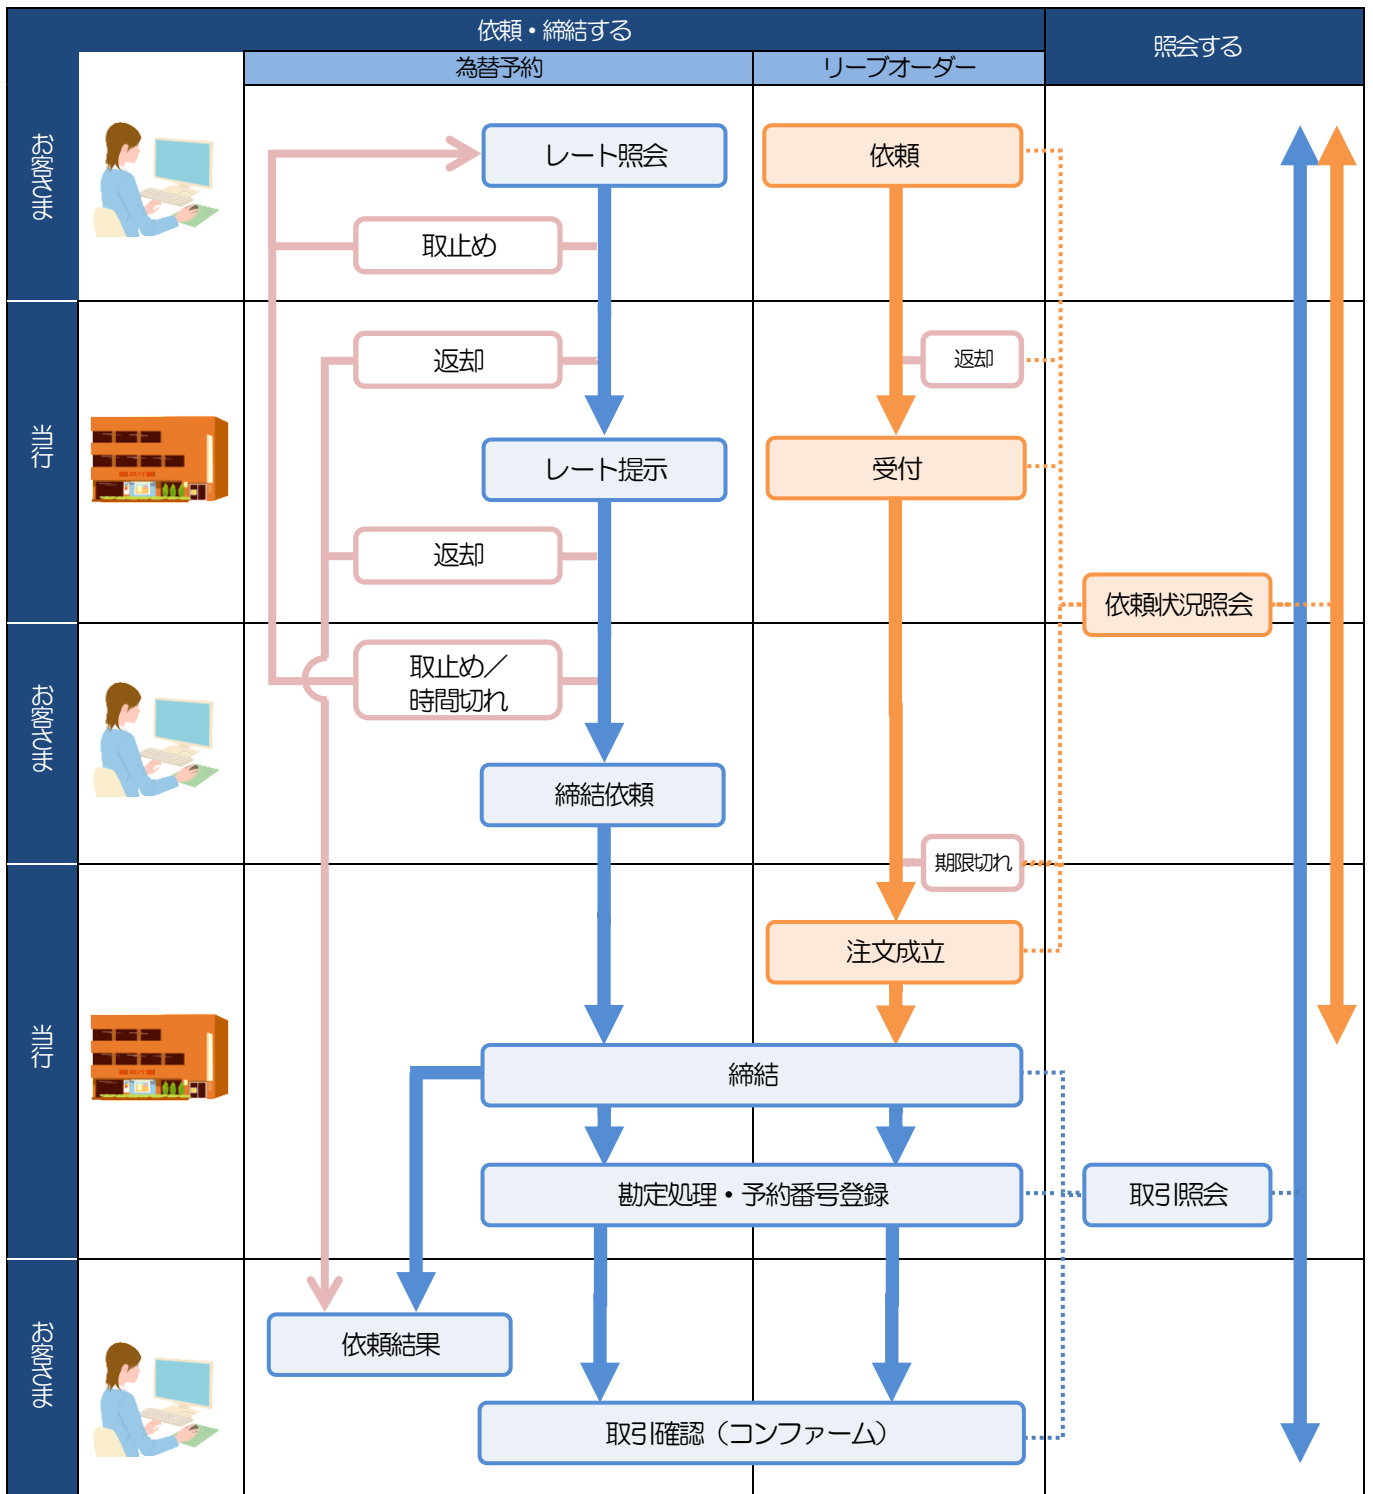 依頼・締結する
照会する
為替予約
リーブオーダー
お客さま
レート照会
依頼
取止め
当行
返却
返却
レート提示
受付
返却
依頼状況照会
お客さま
取止め／
時間切れ
締結依頼
期限切れ
当行
注文成立
締結
勘定処理・予約番号登録
取引照会
お客さま
依頼結果
取引確認（コンファーム）